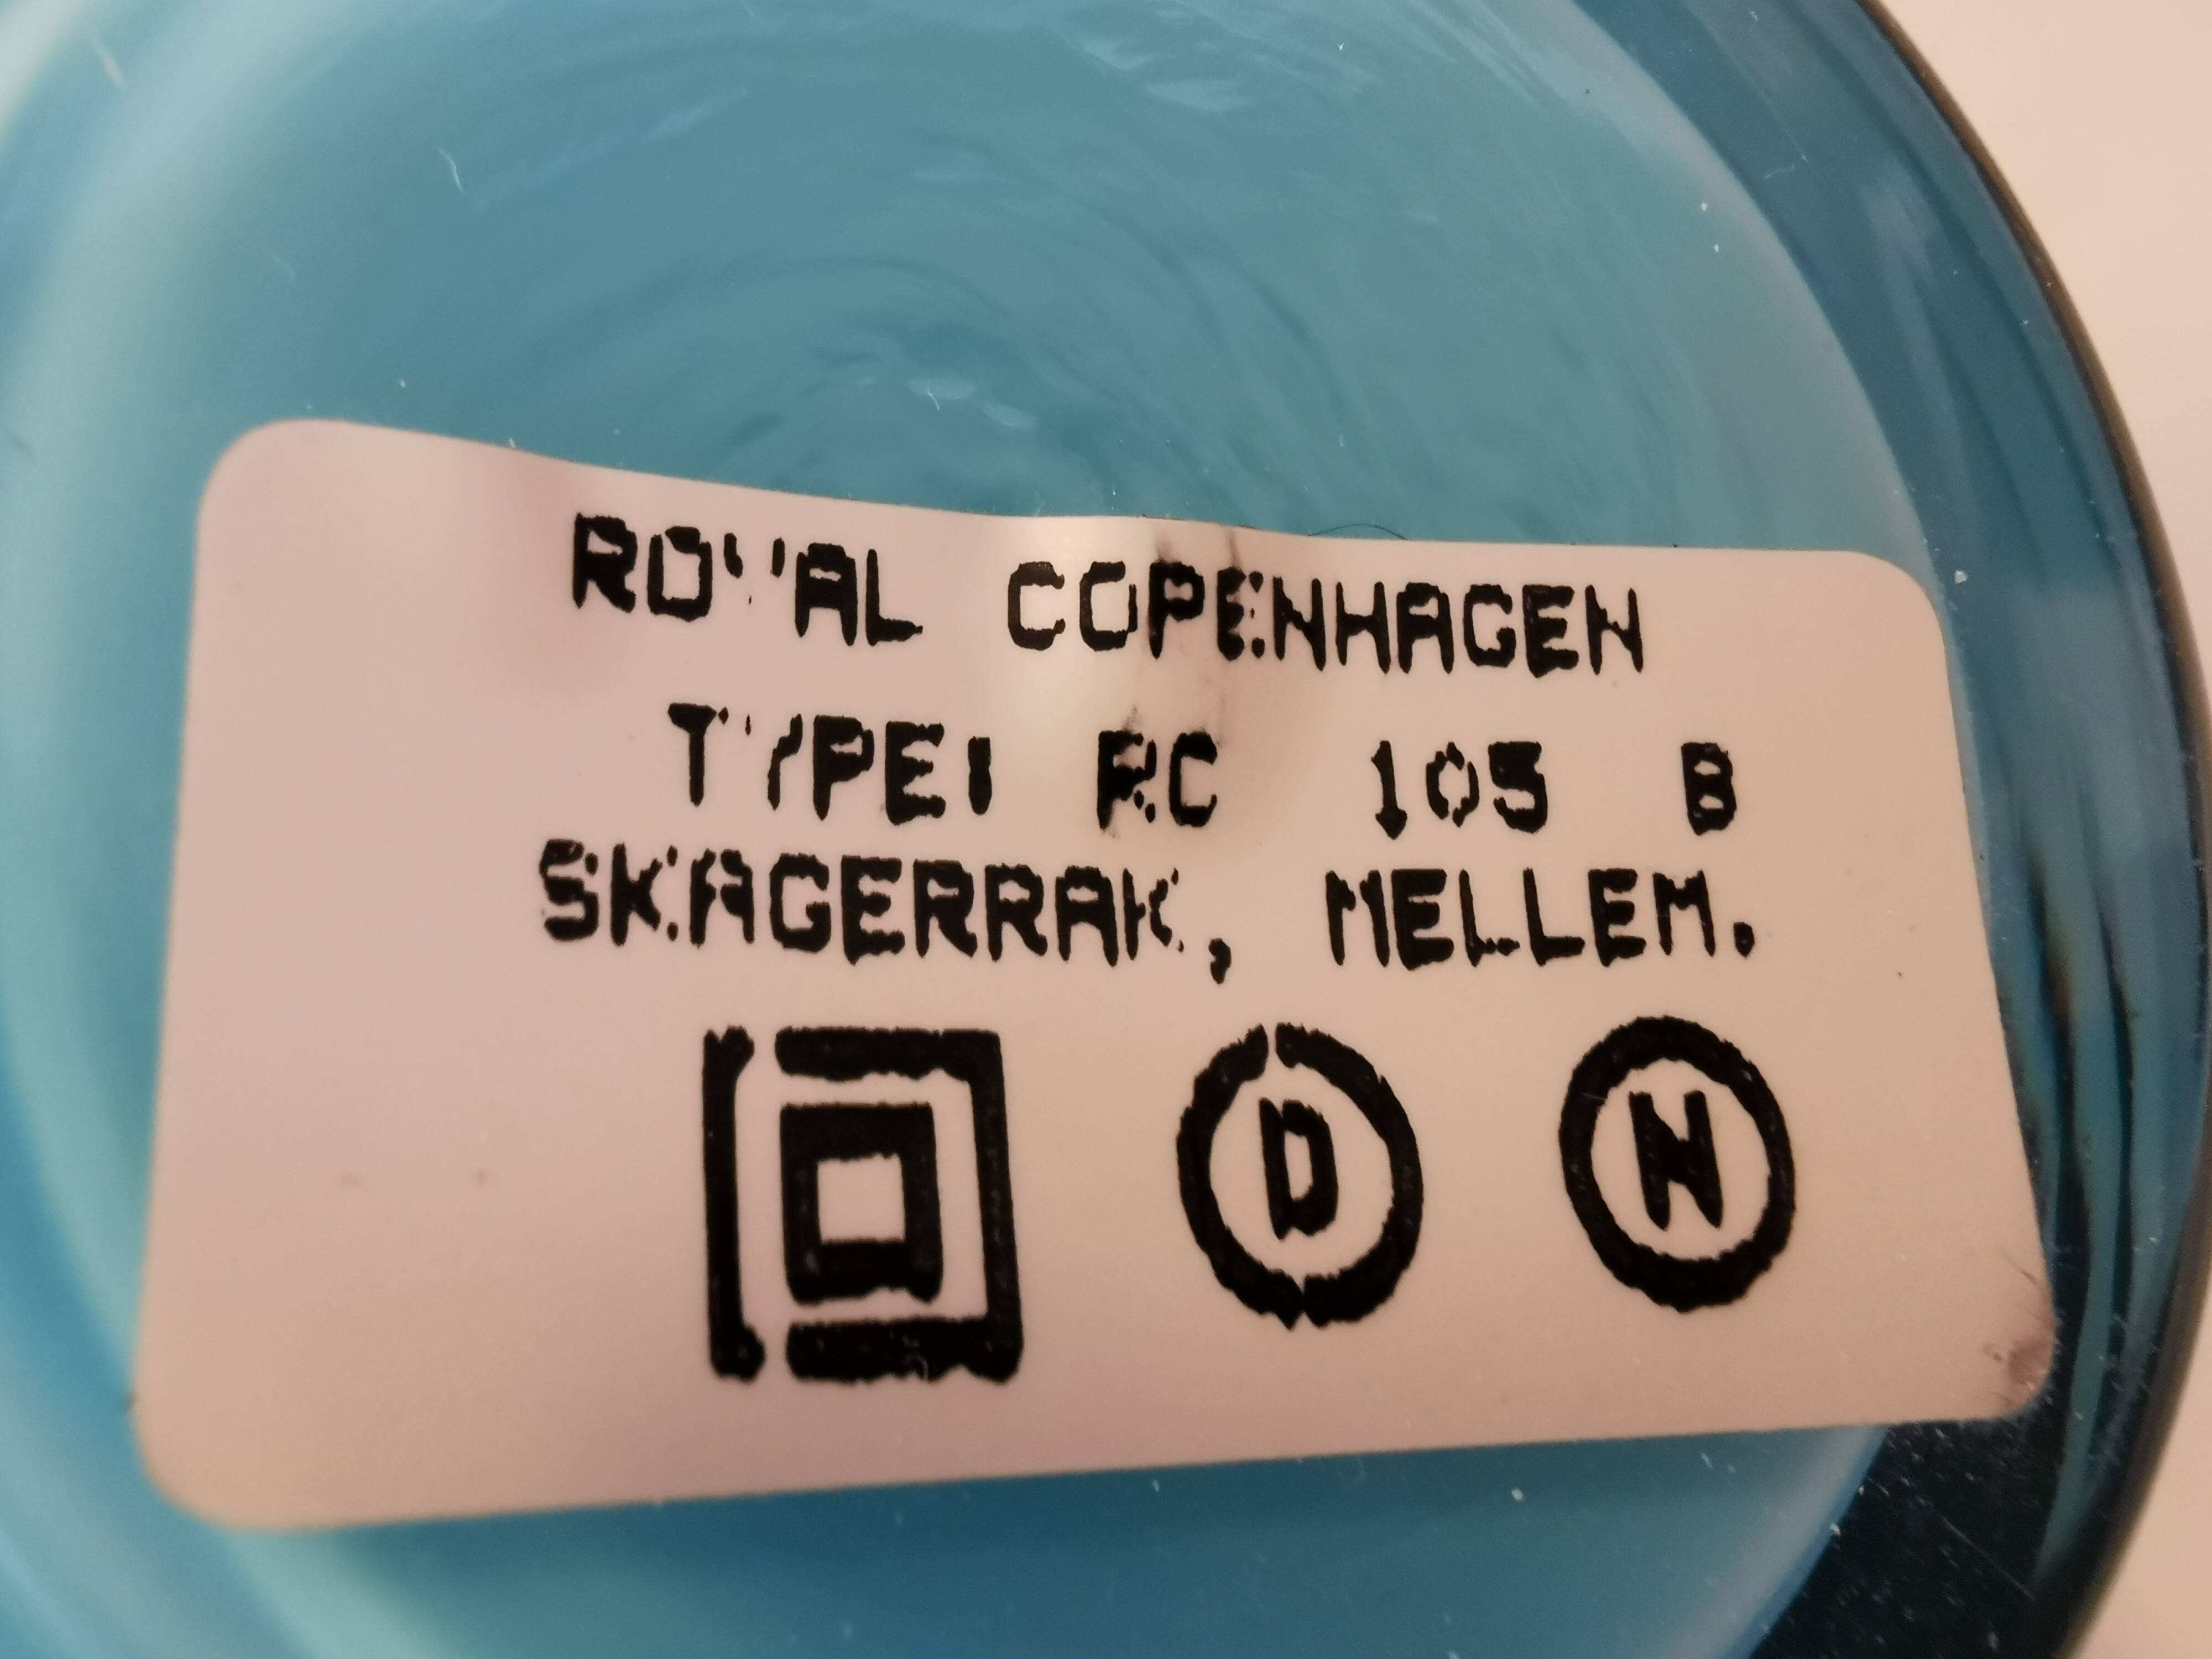 ROYAL COPENHAGEN
TYPE: RC 105 B
SKAGERRAK, MELLEM.
D N